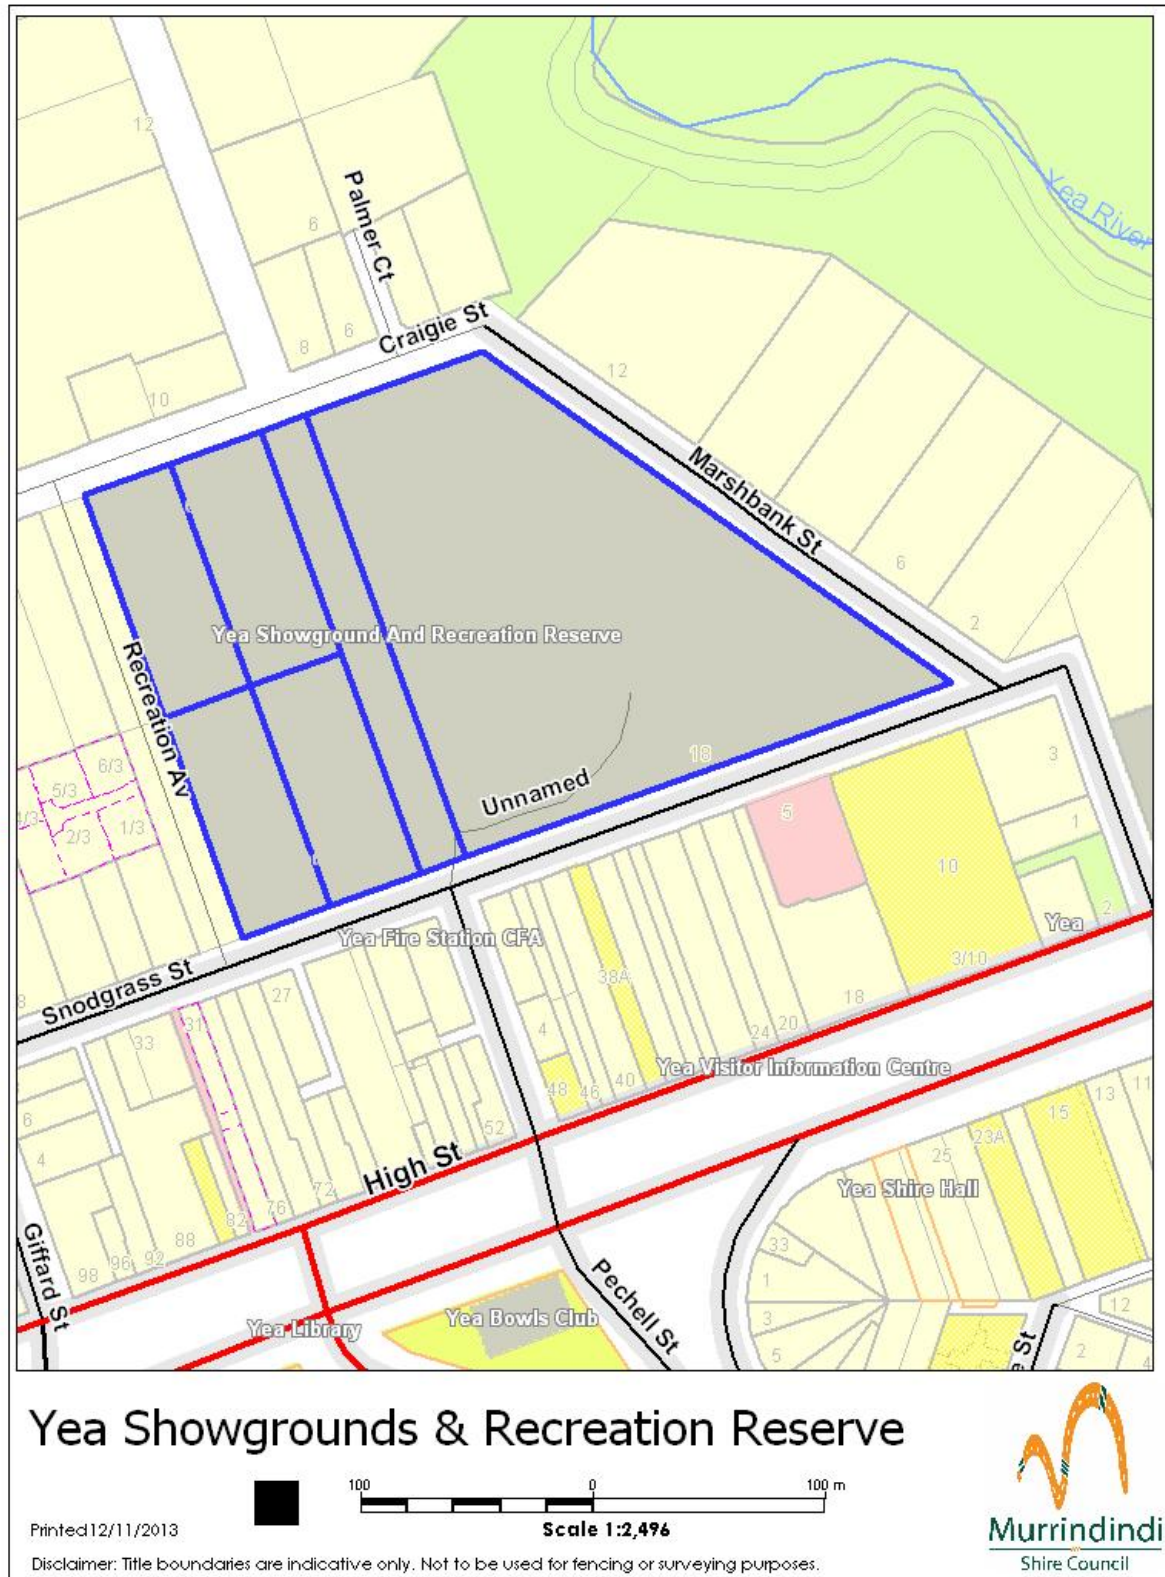 12
Palmer Ct
6
Yea River
Craigie St
8
6
12
10
Marshbank St
6
2
Yea Showground And Recreation Reserve
Recreation Av
6/3
5/3
1/3
2/3
18
Unnamed
3
5
1
10
2
Yea
Yea Fire Station CFA
3/10
38A
Snodgrass St
27
18
31
33
4
24
20
Yea Visitor Information Centre
48
46
40
11
13
15
6
52
23A
25
4
High St
Yea Shire Hall
72
76
82
88
92
96
98
Giffard St
33
1
Pechell St
12
3
Yea Bowls Club
Yea Library
e St
5
2
4
Yea Showgrounds & Recreation Reserve
100 0 100 m
Scale 1:2,496
Printed12/11/2013
Murrindindi
Shire Council
Disclaimer: Title boundaries are indicative only. Not to be used for fencing or surveying purposes.